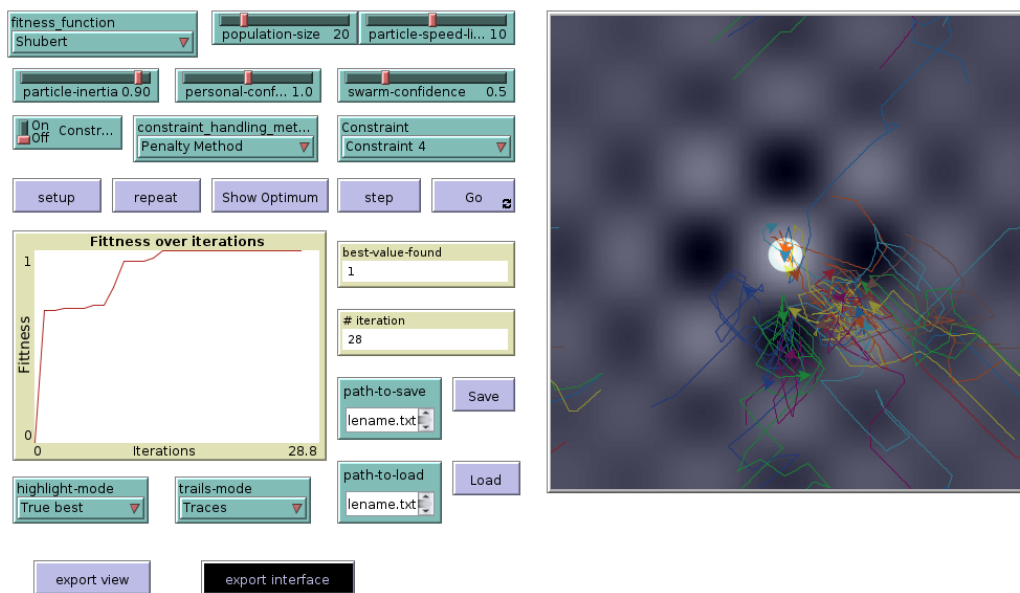 fitness_function
Shubert
population-size 20
particle-speed-li... 10
particle-inertia 0.90
personal-conf... 1.0
swarm-confidence 0.5
On
Off
Constr...
constraint_handling_met...
Penalty Method
Constraint
Constraint 4
setup
repeat
Show Optimum
step
Go
Fittness over iterations
1
Fittness
0
0
Iterations
28.8
best-value-found
1
# iteration
28
path-to-save
lename.txt
Save
path-to-load
lename.txt
Load
highlight-mode
True best
trails-mode
Traces
export view
export interface